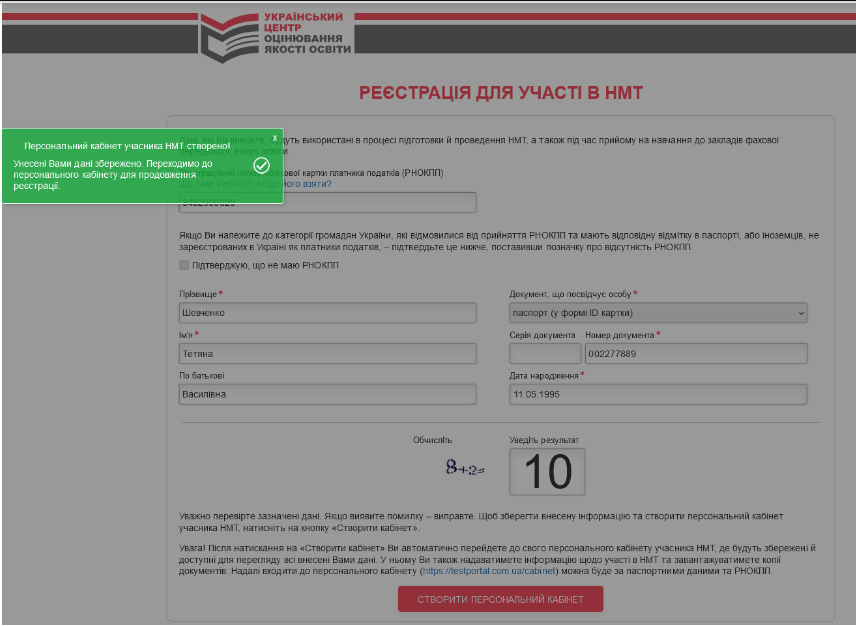 УКРАЇНСЬКИЙ
ЦЕНТР
ОЦІНЮВАННЯ
ЯКОСТІ ОСВІТИ
РЕЄСТРАЦІЯ ДЛЯ УЧАСТІ В НМТ
x
Персональний кабінет учасника НМТ створено!
Унесені Вами дані збережено. Переходимо до
персонального кабінету для продовження
реєстрації.
використані в процесі підготовки й проведення НМТ, а також під час прийому на навчання до закладів фахової
картки платника податків (РНОКПП)
його взяти?
Якщо Ви належите до категорії громадян України, які відмовилися від прийняття РНОКПП та мають відповідну відмітку в паспорті, або іноземців, не
зареєстрованих в Україні як платники податків, – підтвердьте це нижче, поставивши позначку про відсутність РНОКПП.
Підтверджую, що не маю РНОКПП
Прізвище *
Документ, що посвідчує особу *
Шевченко
паспорт (у формі ID картки)
Ім'я *
Серія документа Номер документа *
Тетяна
002277889
По батькові
Дата народження *
Василівна
11.05.1995
Обчисліть
Уведіть результат
8+2=
10
Уважно перевірте зазначені дані. Якщо виявите помилку – виправте. Щоб зберегти внесену інформацію та створити персональний кабінет
учасника НМТ, натисніть на кнопку «Створити кабінет».
Увага! Після натискання на «Створити кабінет» Ви автоматично перейдете до свого персонального кабінету учасника НМТ, де будуть збережені й
доступні для перегляду всі внесені Вами дані. У ньому Ви також надаватимете інформацію щодо участі в НМТ та завантажуватимете копії
документів. Надалі входити до персонального кабінету (https://testportal.com.ua/cabinet) можна буде за паспортними даними та РНОКПП.
СТВОРИТИ ПЕРСОНАЛЬНИЙ КАБІНЕТ